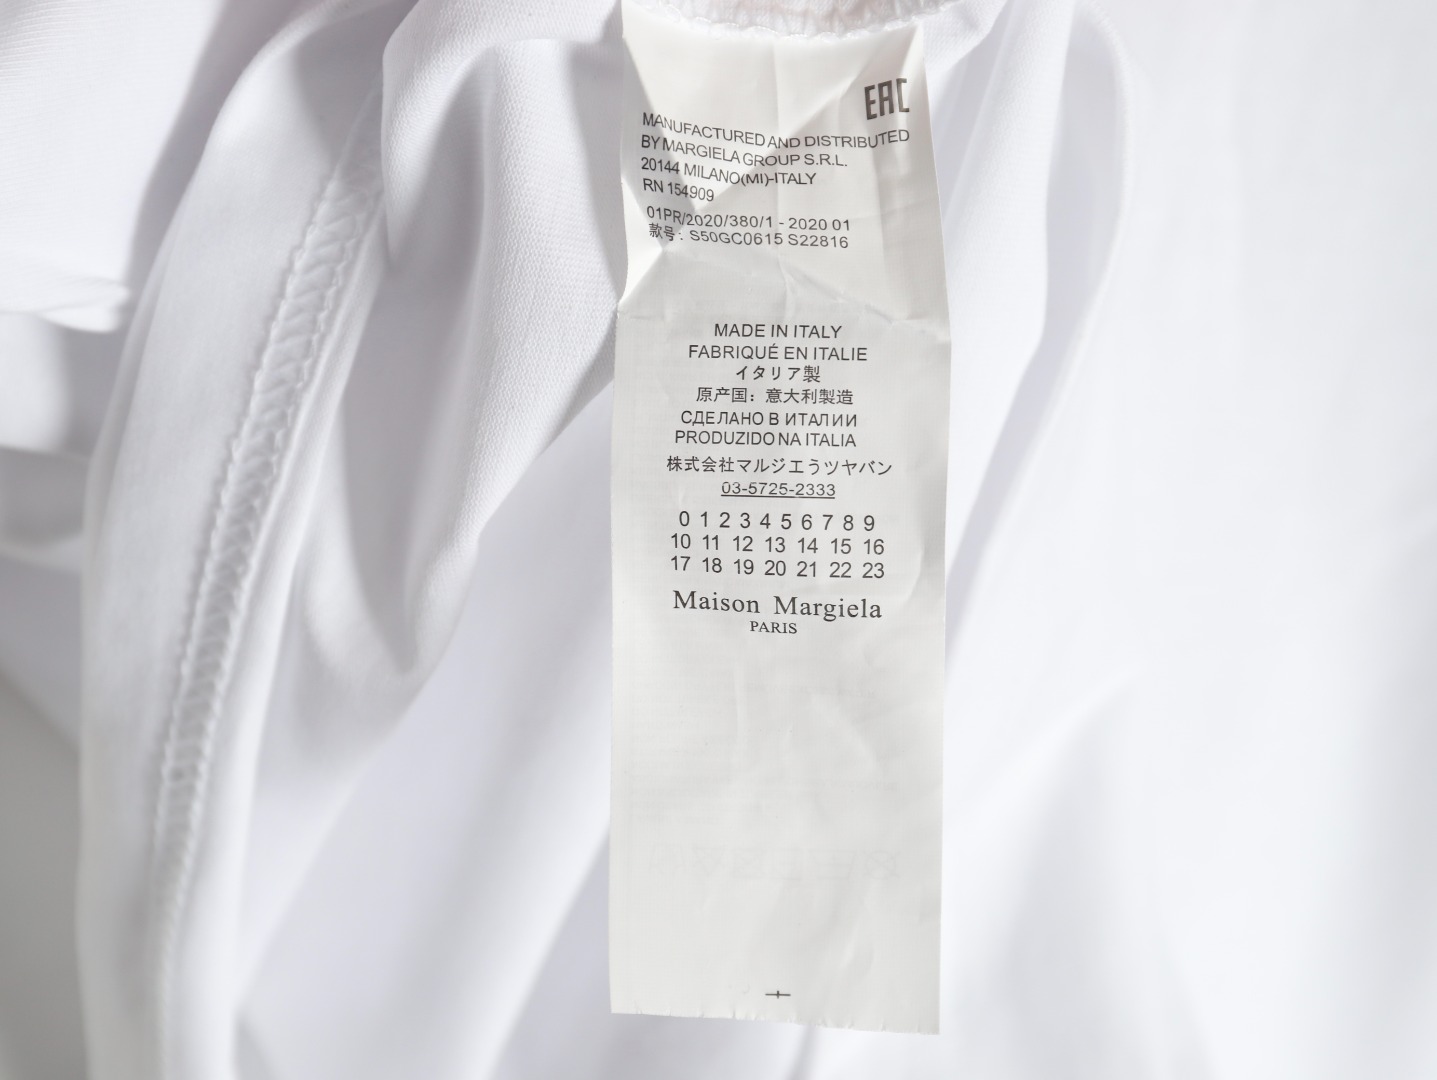 EAC
MANUFACTURED AND DISTRIBUTED
BY MARGIELA GROUP S.R.L.
20144 MILANO(MI)-ITALY
RN 154909
01PR/2020/380/1 - 2020 01
款号: S50GC0615 S22816
MADE IN ITALY
FABRIQUÉ EN ITALIE
イタリア製
原产国: 意大利製造
СДЕЛАНО В ИТАЛИИ
PRODUZIDO NA ITALIA
株式会社マルジエうツヤバン
03-5725-2333
0 1 2 3 4 5 6 7 8 9
10 11 12 13 14 15 16
17 18 19 20 21 22 23
Maison Margiela
PARIS